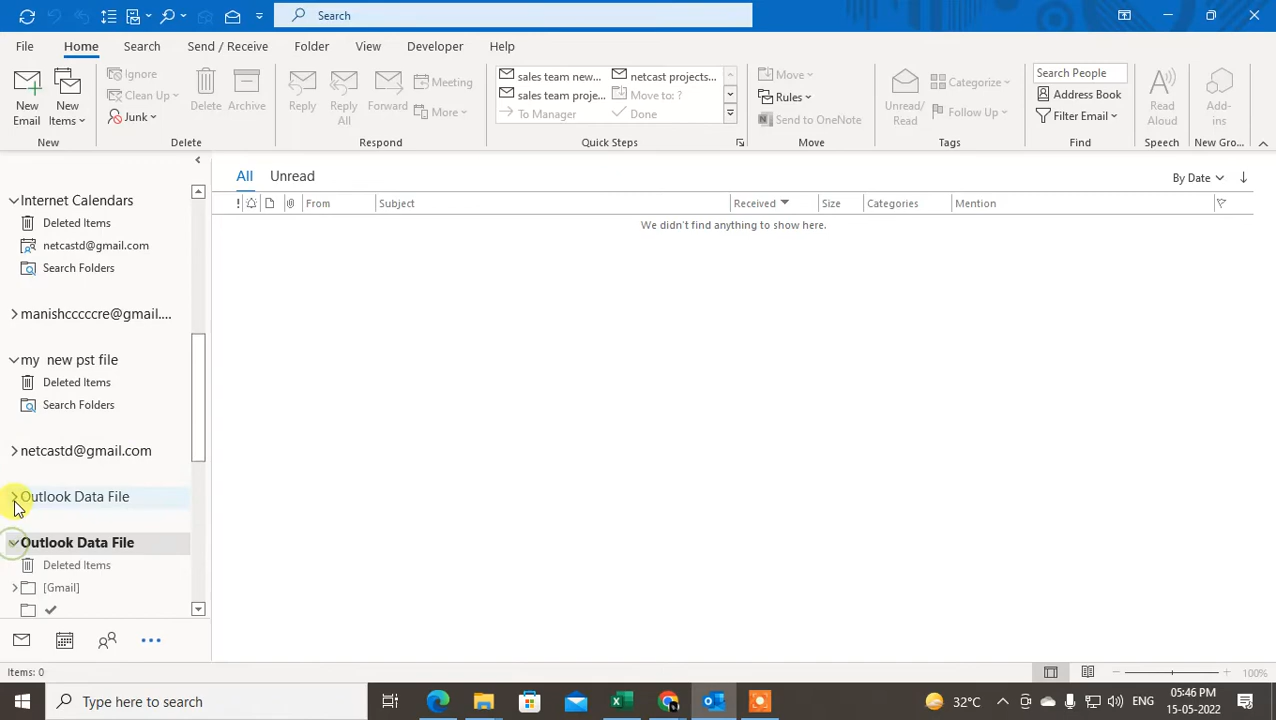 Search
File Home Search Send / Receive Folder View Developer Help
New Email
New Items
Ignore
Clean Up
Junk
Delete
Archive
Reply
Reply All
Forward
Meeting
More
sales team new...
netcast projects...
sales team proje...
Move to: ?
To Manager
Done
Move
Rules
Send to OneNote
Unread/ Read
Categorize
Follow Up
Search People
Address Book
Filter Email
Read Aloud
Add-ins
New Delete Respond Quick Steps Move Tags Find Speech New Gro...
All Unread
By Date
! From Subject Received Size Categories Mention
We didn't find anything to show here.
Internet Calendars
Deleted Items
netcastd@gmail.com
Search Folders
manishcccccre@gmail....
my new pst file
Deleted Items
Search Folders
netcastd@gmail.com
Outlook Data File
Outlook Data File
Deleted Items
[Gmail]
Items: 0
100%
Type here to search
32°C
ENG
05:46 PM
15-05-2022